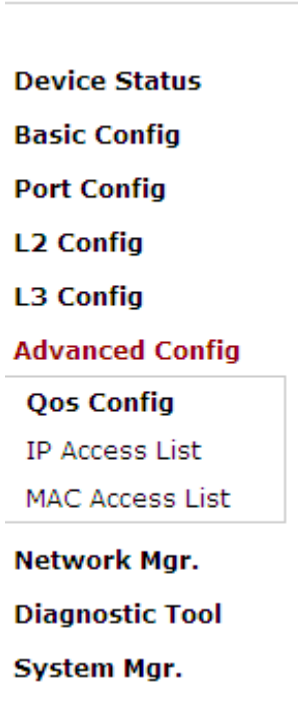 Device Status
Basic Config
Port Config
L2 Config
L3 Config
Advanced Config
Qos Config
IP Access List
MAC Access List
Network Mgr.
Diagnostic Tool
System Mgr.